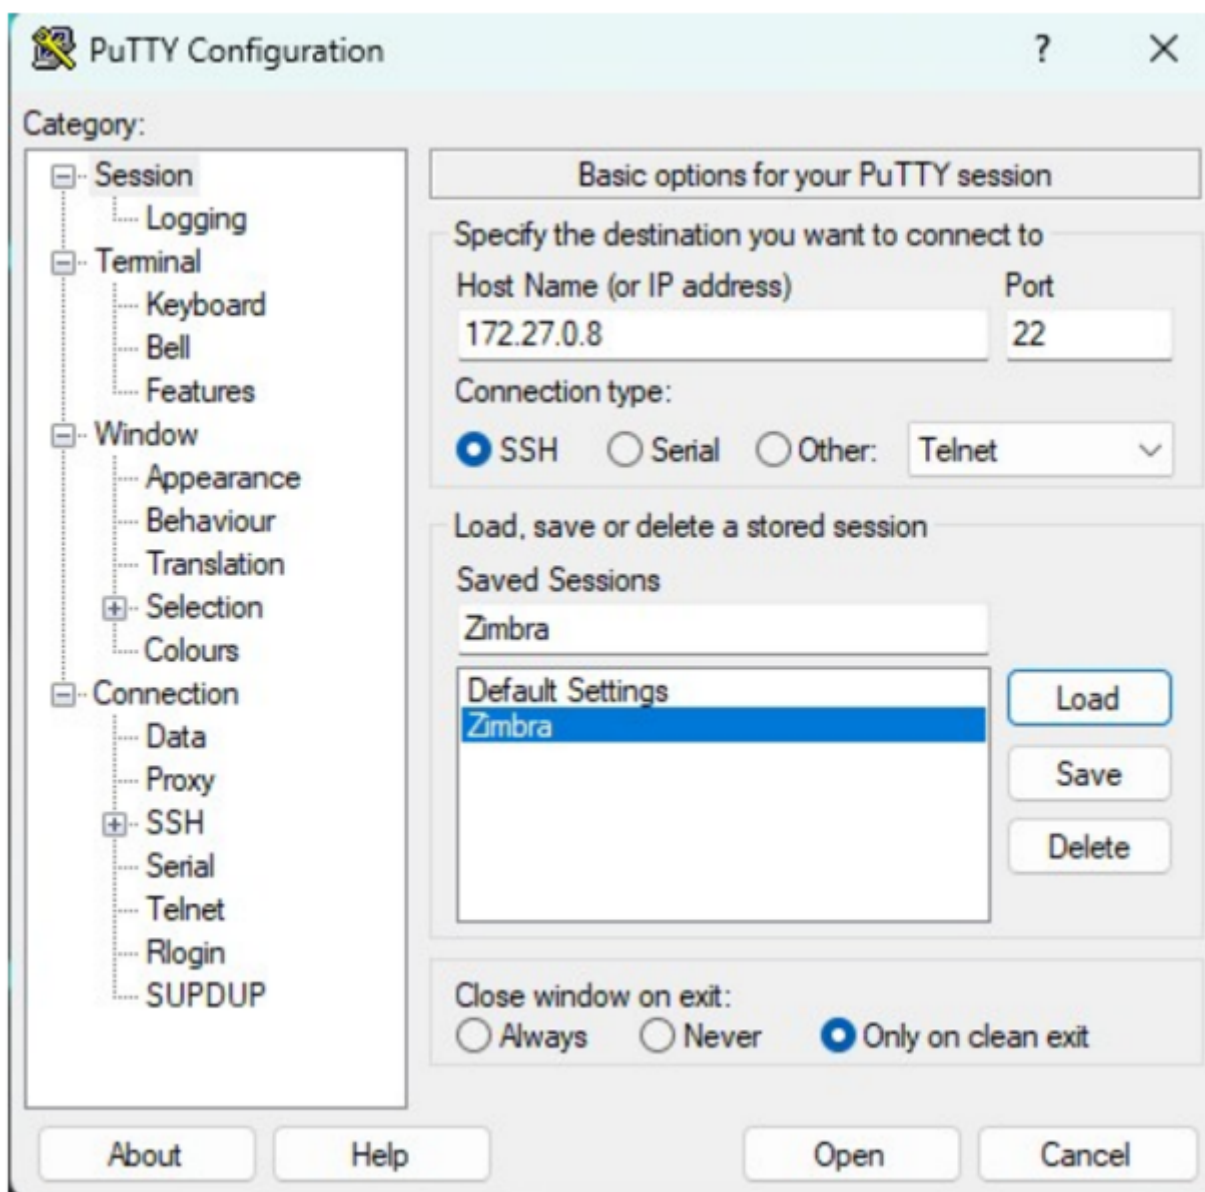 PuTTY Configuration ? ×
Category:
Session
Logging
Terminal
Keyboard
Bell
Features
Window
Appearance
Behaviour
Translation
Selection
Colours
Connection
Data
Proxy
SSH
Serial
Telnet
Rlogin
SUPDUP
Basic options for your PuTTY session
Specify the destination you want to connect to
Host Name (or IP address) Port
172.27.0.8 22
Connection type:
SSH Serial Other: Telnet
Load, save or delete a stored session
Saved Sessions
Zimbra
Default Settings
Zimbra
Load
Save
Delete
Close window on exit:
Always Never Only on clean exit
About Help Open Cancel